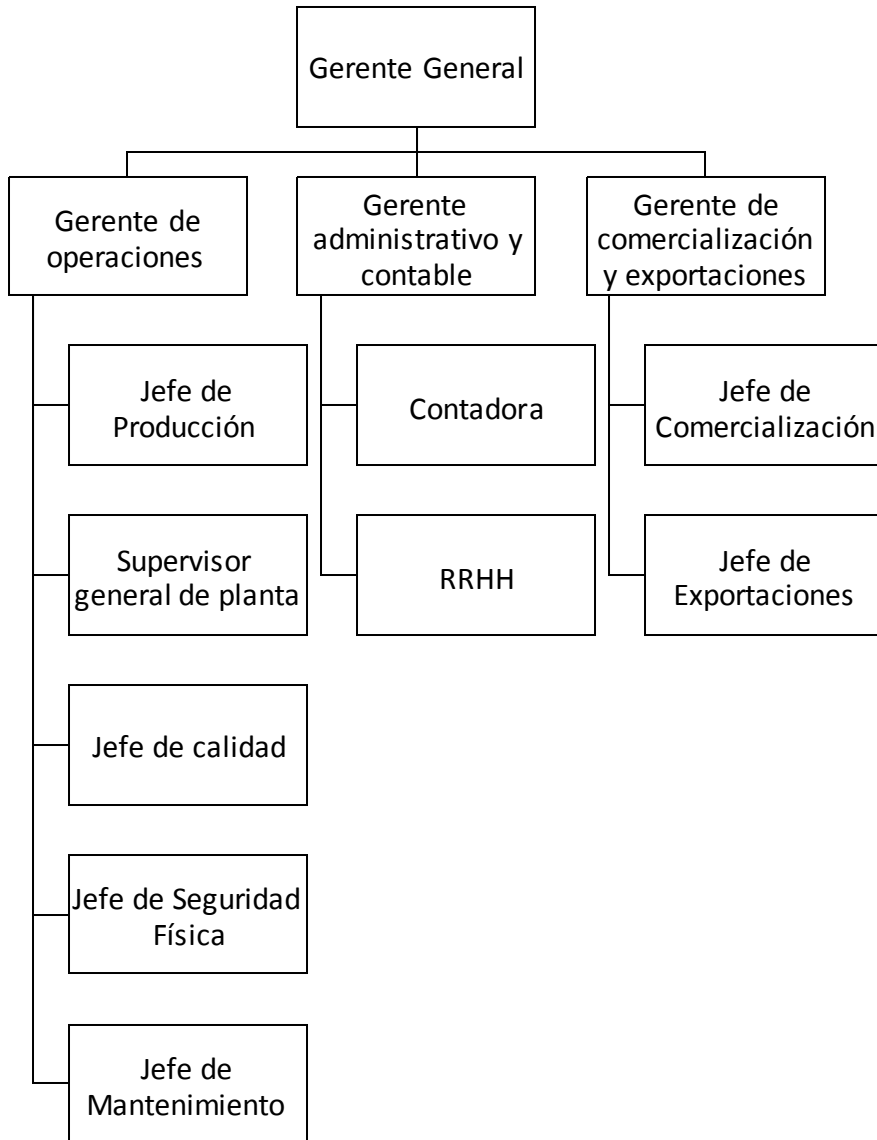 Gerente General
Gerente de
operaciones
Gerente
administrativo y
contable
Gerente de
comercialización
y exportaciones
Jefe de
Producción
Contadora
Jefe de
Comercialización
Supervisor
general de planta
RRHH
Jefe de
Exportaciones
Jefe de calidad
Jefe de Seguridad
Física
Jefe de
Mantenimiento